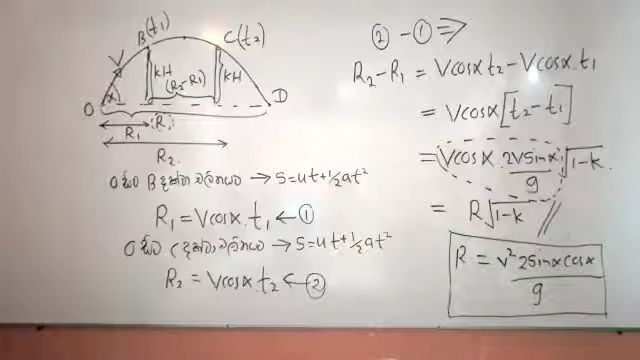 B(t₁)
C(t₂)
V
α
KH
(R₂-R₁)
KH
O
D
R₁
(R)
R₂
O සිට B දක්වා චලිතයට → S=ut+½at²
R₁ = Vcosα.t₁ ← ①
O සිට C දක්වා චලිතයට → S=ut+½at²
R₂ = Vcosα t₂ ← ②
② - ① ⇒
R₂-R₁ = Vcosα t₂ - Vcosα t₁
= Vcosα [t₂-t₁]
= Vcosα. 2Vsinα/g √1-k
= R√1-k //
R = V²2sinα cosα/g